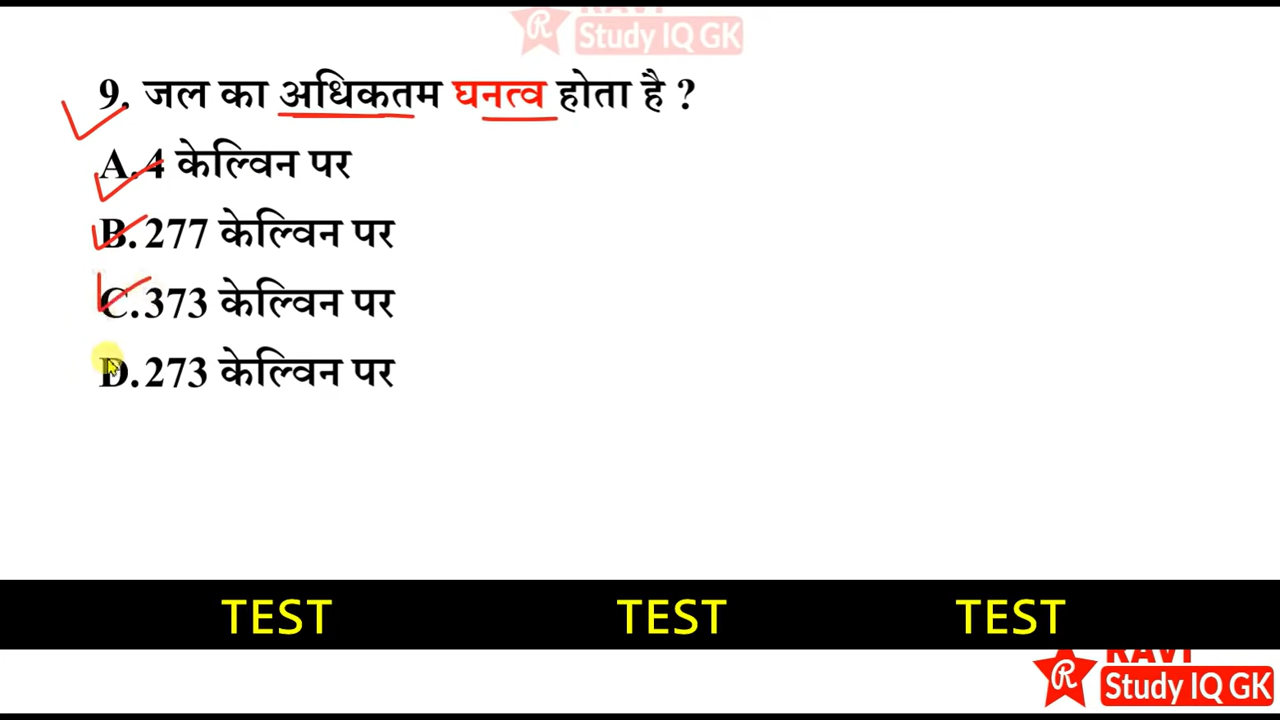 Study IQ GK
9. जल का अधिकतम घनत्व होता है ?
A.4 केल्विन पर
B.277 केल्विन पर
C.373 केल्विन पर
D.273 केल्विन पर
TEST TEST TEST
RAVI
R Study IQ GK